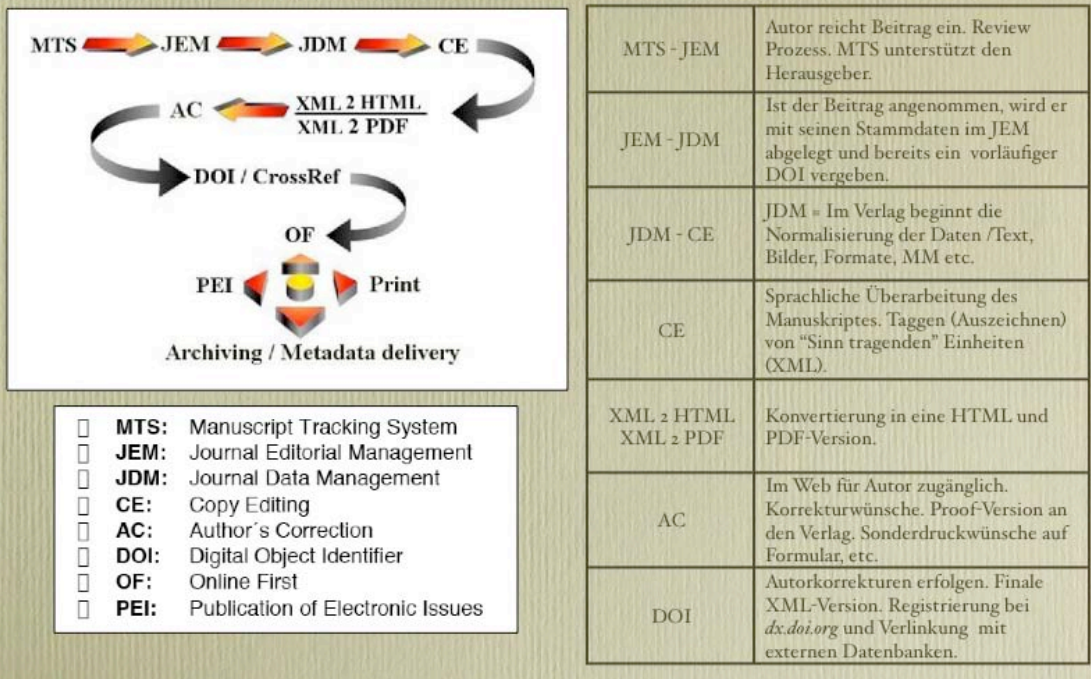 MTS JEM JDM CE
AC XML 2 HTML
XML 2 PDF
DOI / CrossRef
OF
PEI Print
Archiving / Metadata delivery
MTS: Manuscript Tracking System
JEM: Journal Editorial Management
JDM: Journal Data Management
CE: Copy Editing
AC: Author´s Correction
DOI: Digital Object Identifier
OF: Online First
PEI: Publication of Electronic Issues
MTS - JEM
Autor reicht Beitrag ein. Review
Prozess. MTS unterstützt den
Herausgeber.
JEM - JDM
Ist der Beitrag angenommen, wird er
mit seinen Stammdaten im JEM
abgelegt und bereits ein vorläufiger
DOI vergeben.
JDM - CE
JDM = Im Verlag beginnt die
Normalisierung der Daten /Text,
Bilder, Formate, MM etc.
CE
Sprachliche Überarbeitung des
Manuskriptes. Taggen (Auszeichnen)
von “Sinn tragenden” Einheiten
(XML).
XML 2 HTML
XML 2 PDF
Konvertierung in eine HTML und
PDF-Version.
AC
Im Web für Autor zugänglich.
Korrekturwünsche. Proof-Version an
den Verlag. Sonderdruckwünsche auf
Formular, etc.
DOI
Autorkorrekturen erfolgen. Finale
XML-Version. Registrierung bei
dx.doi.org und Verlinkung mit
externen Datenbanken.